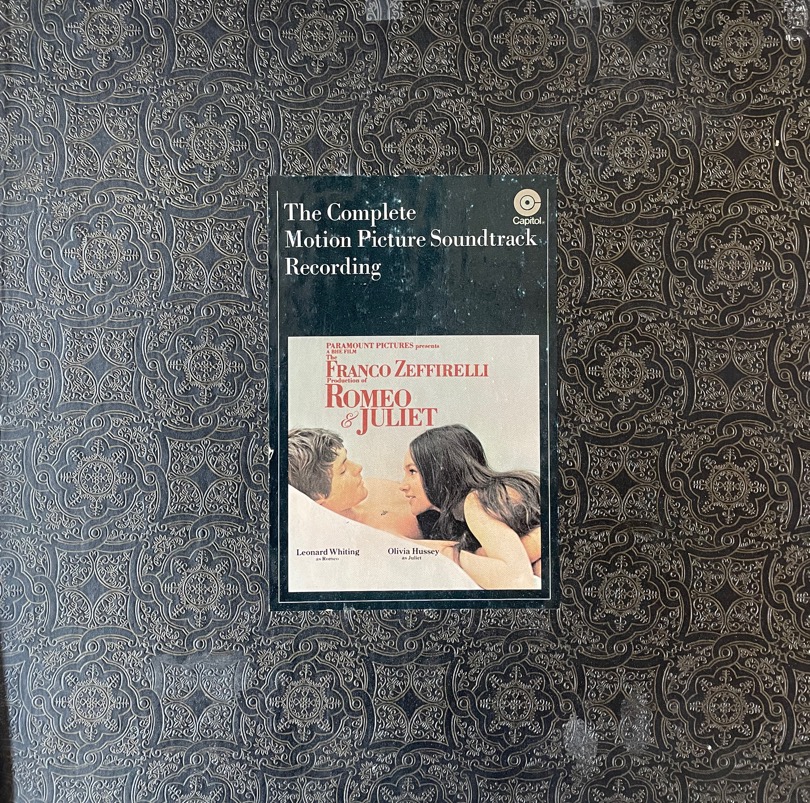 The Complete
Motion Picture Soundtrack
Recording
Capitol®
PARAMOUNT PICTURES presents
A BHE FILM
The
FRANCO ZEFFIRELLI
Production of
ROMEO
& JULIET
Leonard Whiting
as Romeo
Olivia Hussey
as Juliet